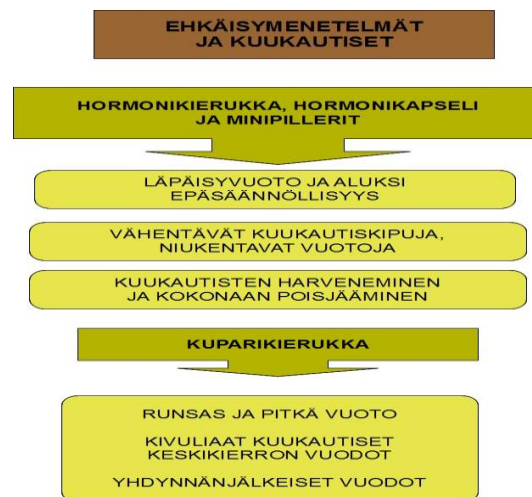 EHKÄISYMENETELMÄT
JA KUUKAUTISET
HORMONIKIERUKKA, HORMONIKAPSELI
JA MINIPILLERIT
LÄPÄISYVUOTO JA ALUKSI
EPÄSÄÄNNÖLLISYYS
VÄHENTÄVÄT KUUKAUTISKIPUJA,
NIUKENTAVAT VUOTOJA
KUUKAUTISTEN HARVENEMINEN
JA KOKONAAN POISJÄÄMINEN
KUPARIKIERUKKA
RUNSAS JA PITKÄ VUOTO
KIVULIAAT KUUKAUTISET
KESKIKIERRON VUODOT
YHDYNNÄNJÄLKEISET VUODOT